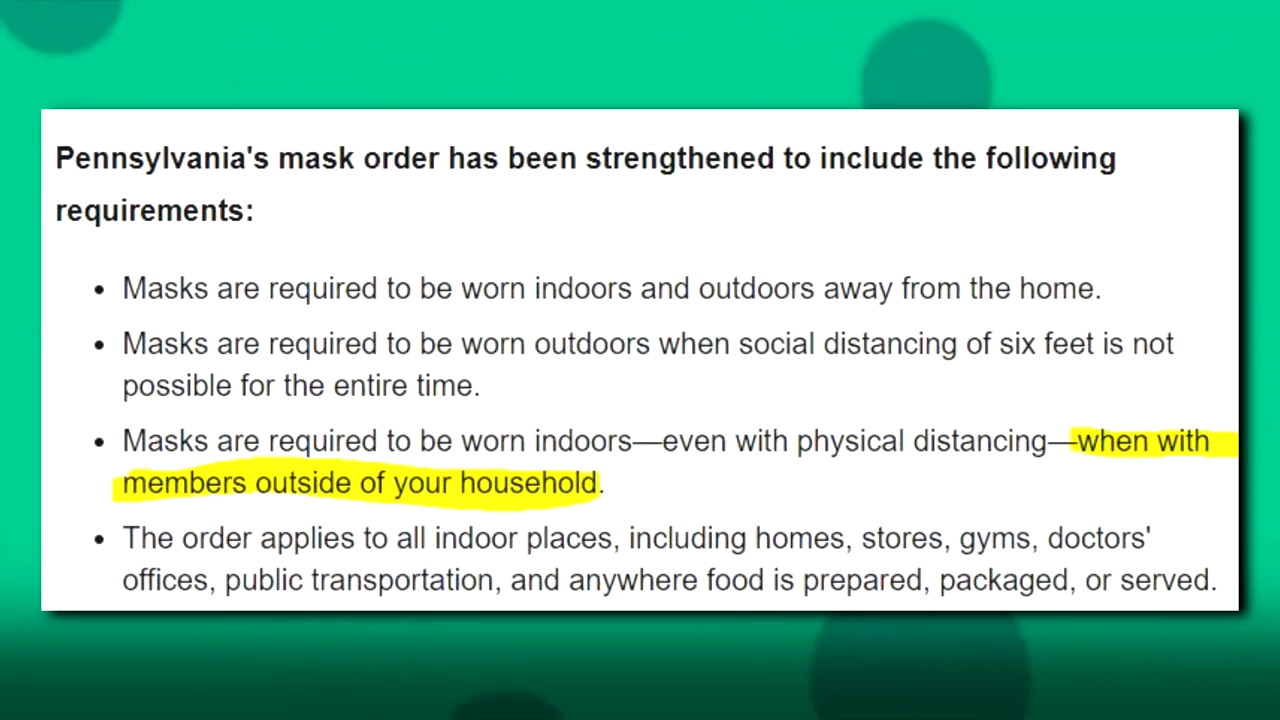 Pennsylvania's mask order has been strengthened to include the following
requirements:
• Masks are required to be worn indoors and outdoors away from the home.
• Masks are required to be worn outdoors when social distancing of six feet is not
possible for the entire time.
• Masks are required to be worn indoors—even with physical distancing—when with
members outside of your household.
• The order applies to all indoor places, including homes, stores, gyms, doctors'
offices, public transportation, and anywhere food is prepared, packaged, or served.